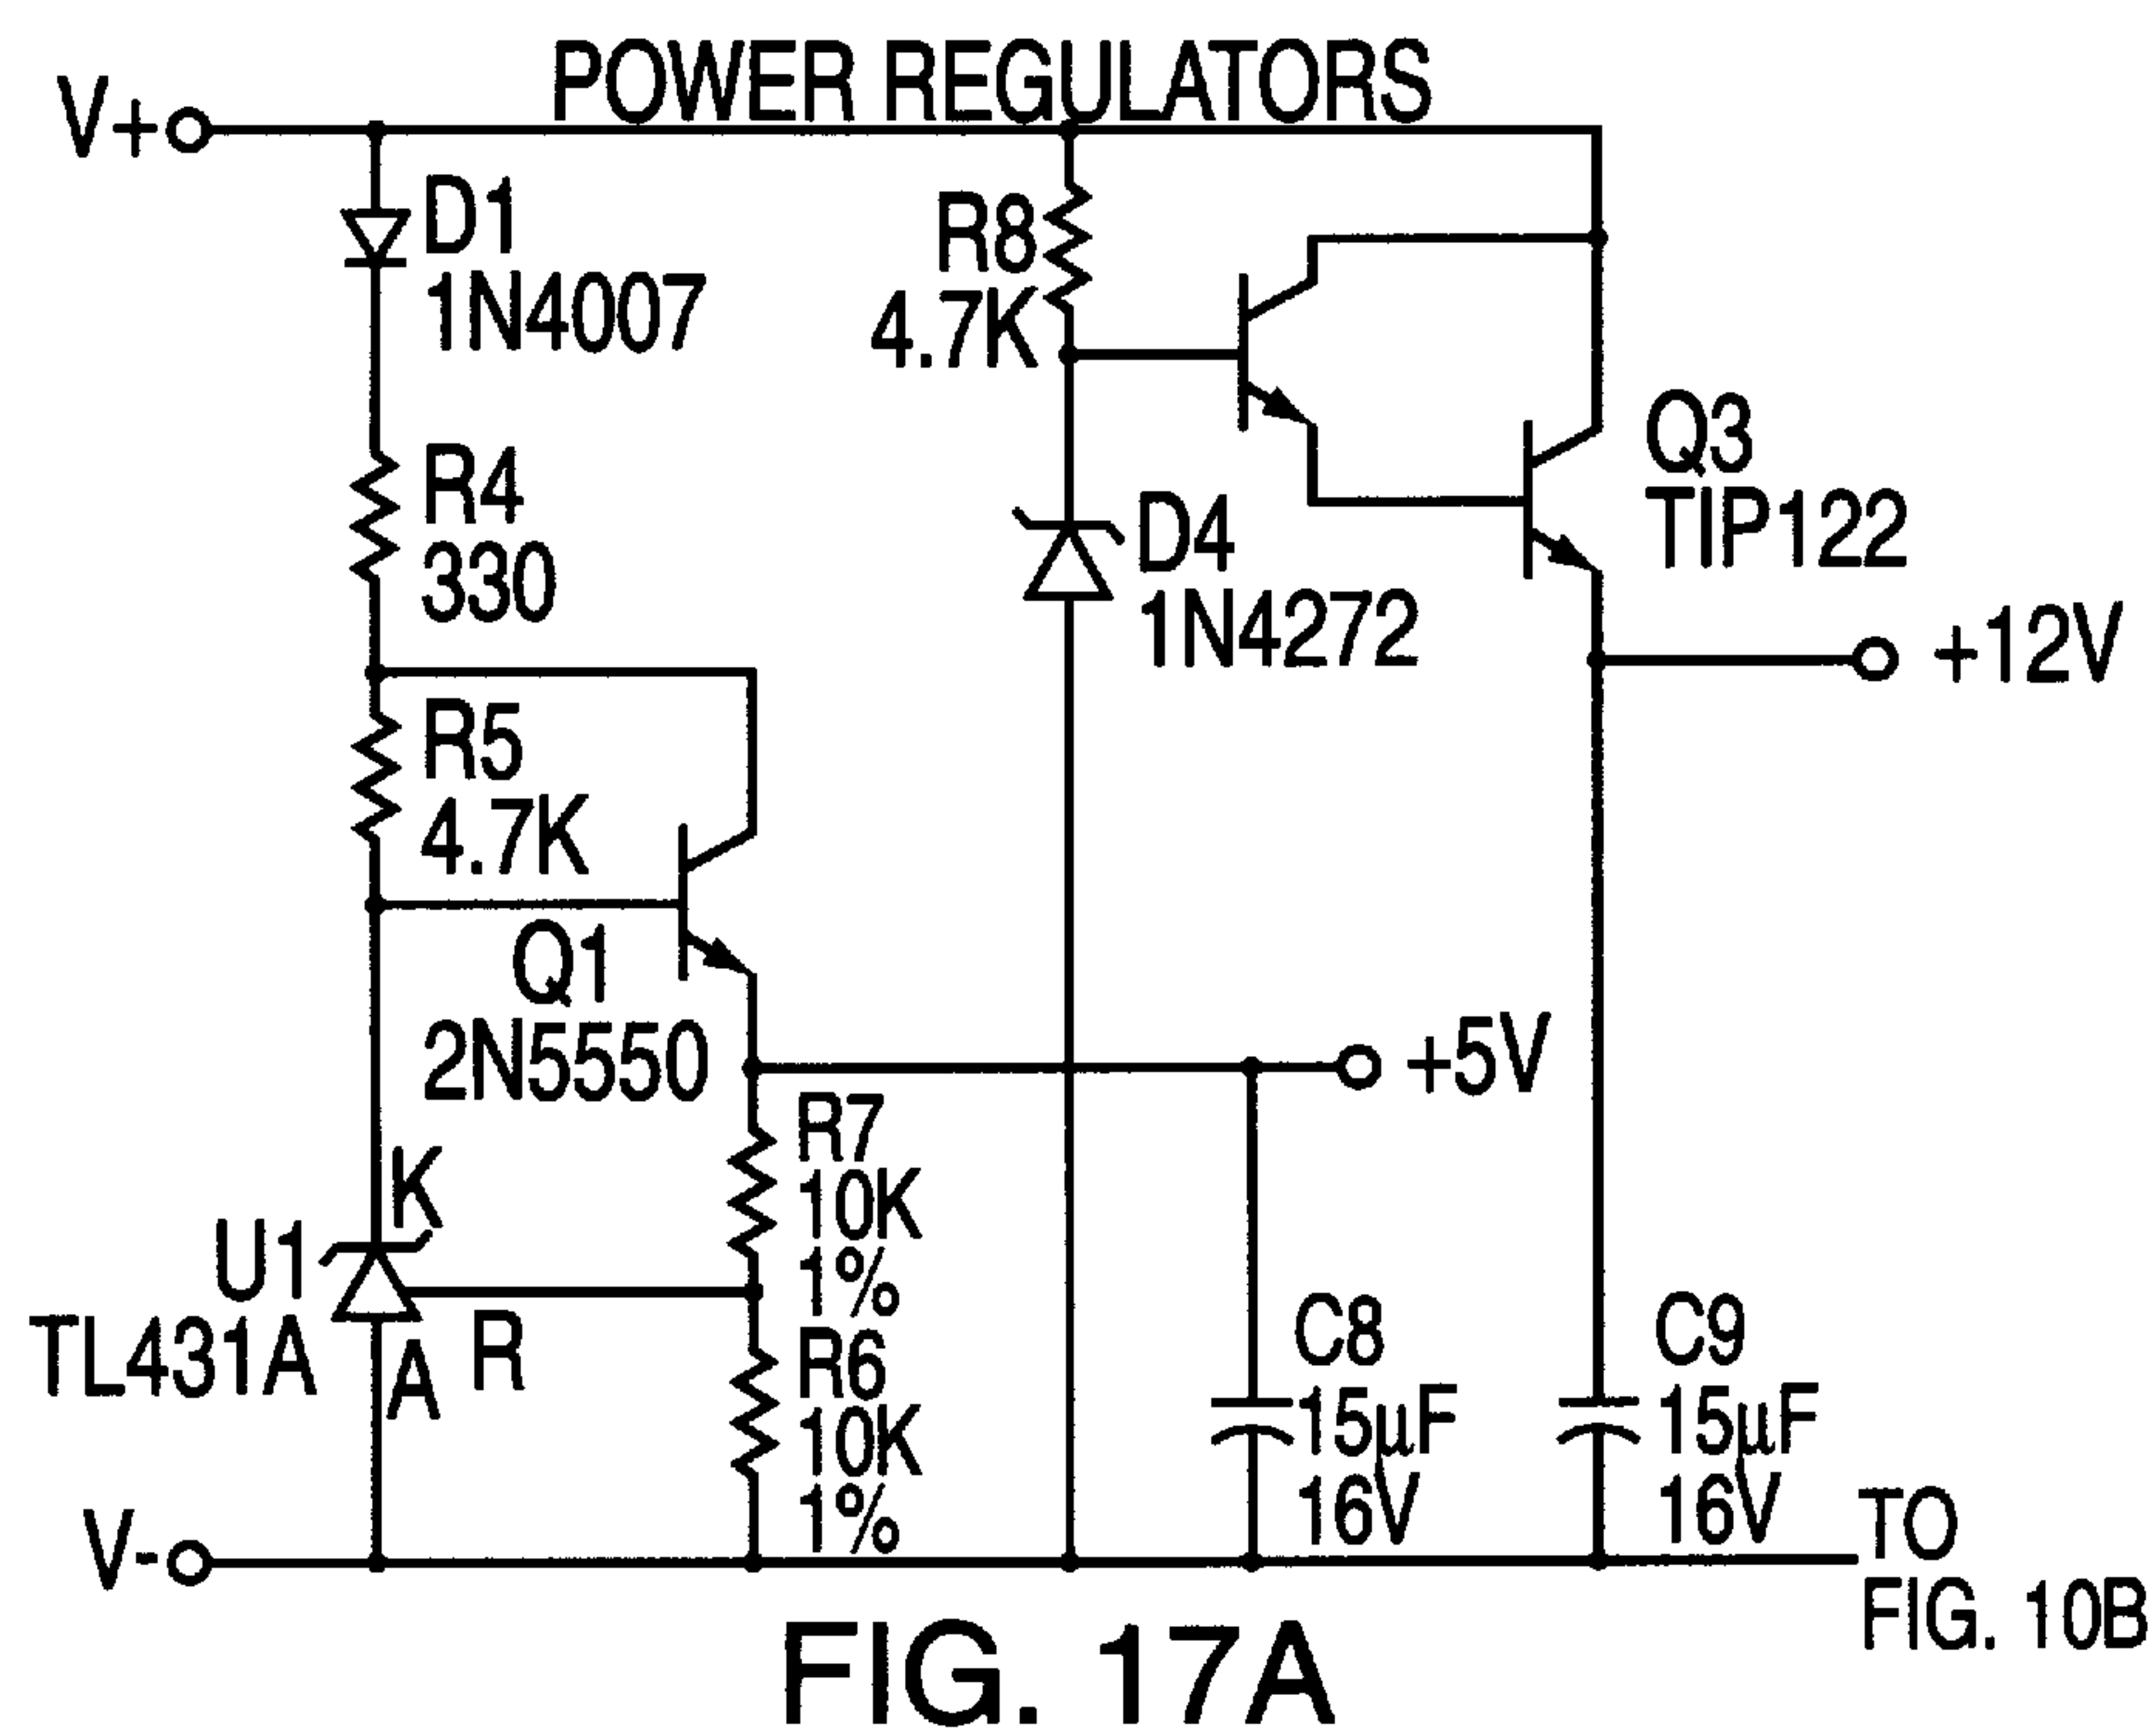 POWER REGULATORS
V+
D1
1N4007
R8
4.7K
Q3
TIP122
R4
330
D4
1N4272
+12V
R5
4.7K
Q1
2N5550
+5V
R7
10K
1%
K
U1
TL431A
A
R
R6
10K
1%
C8
15µF
16V
C9
15µF
16V
V-
TO
FIG. 10B
FIG. 17A